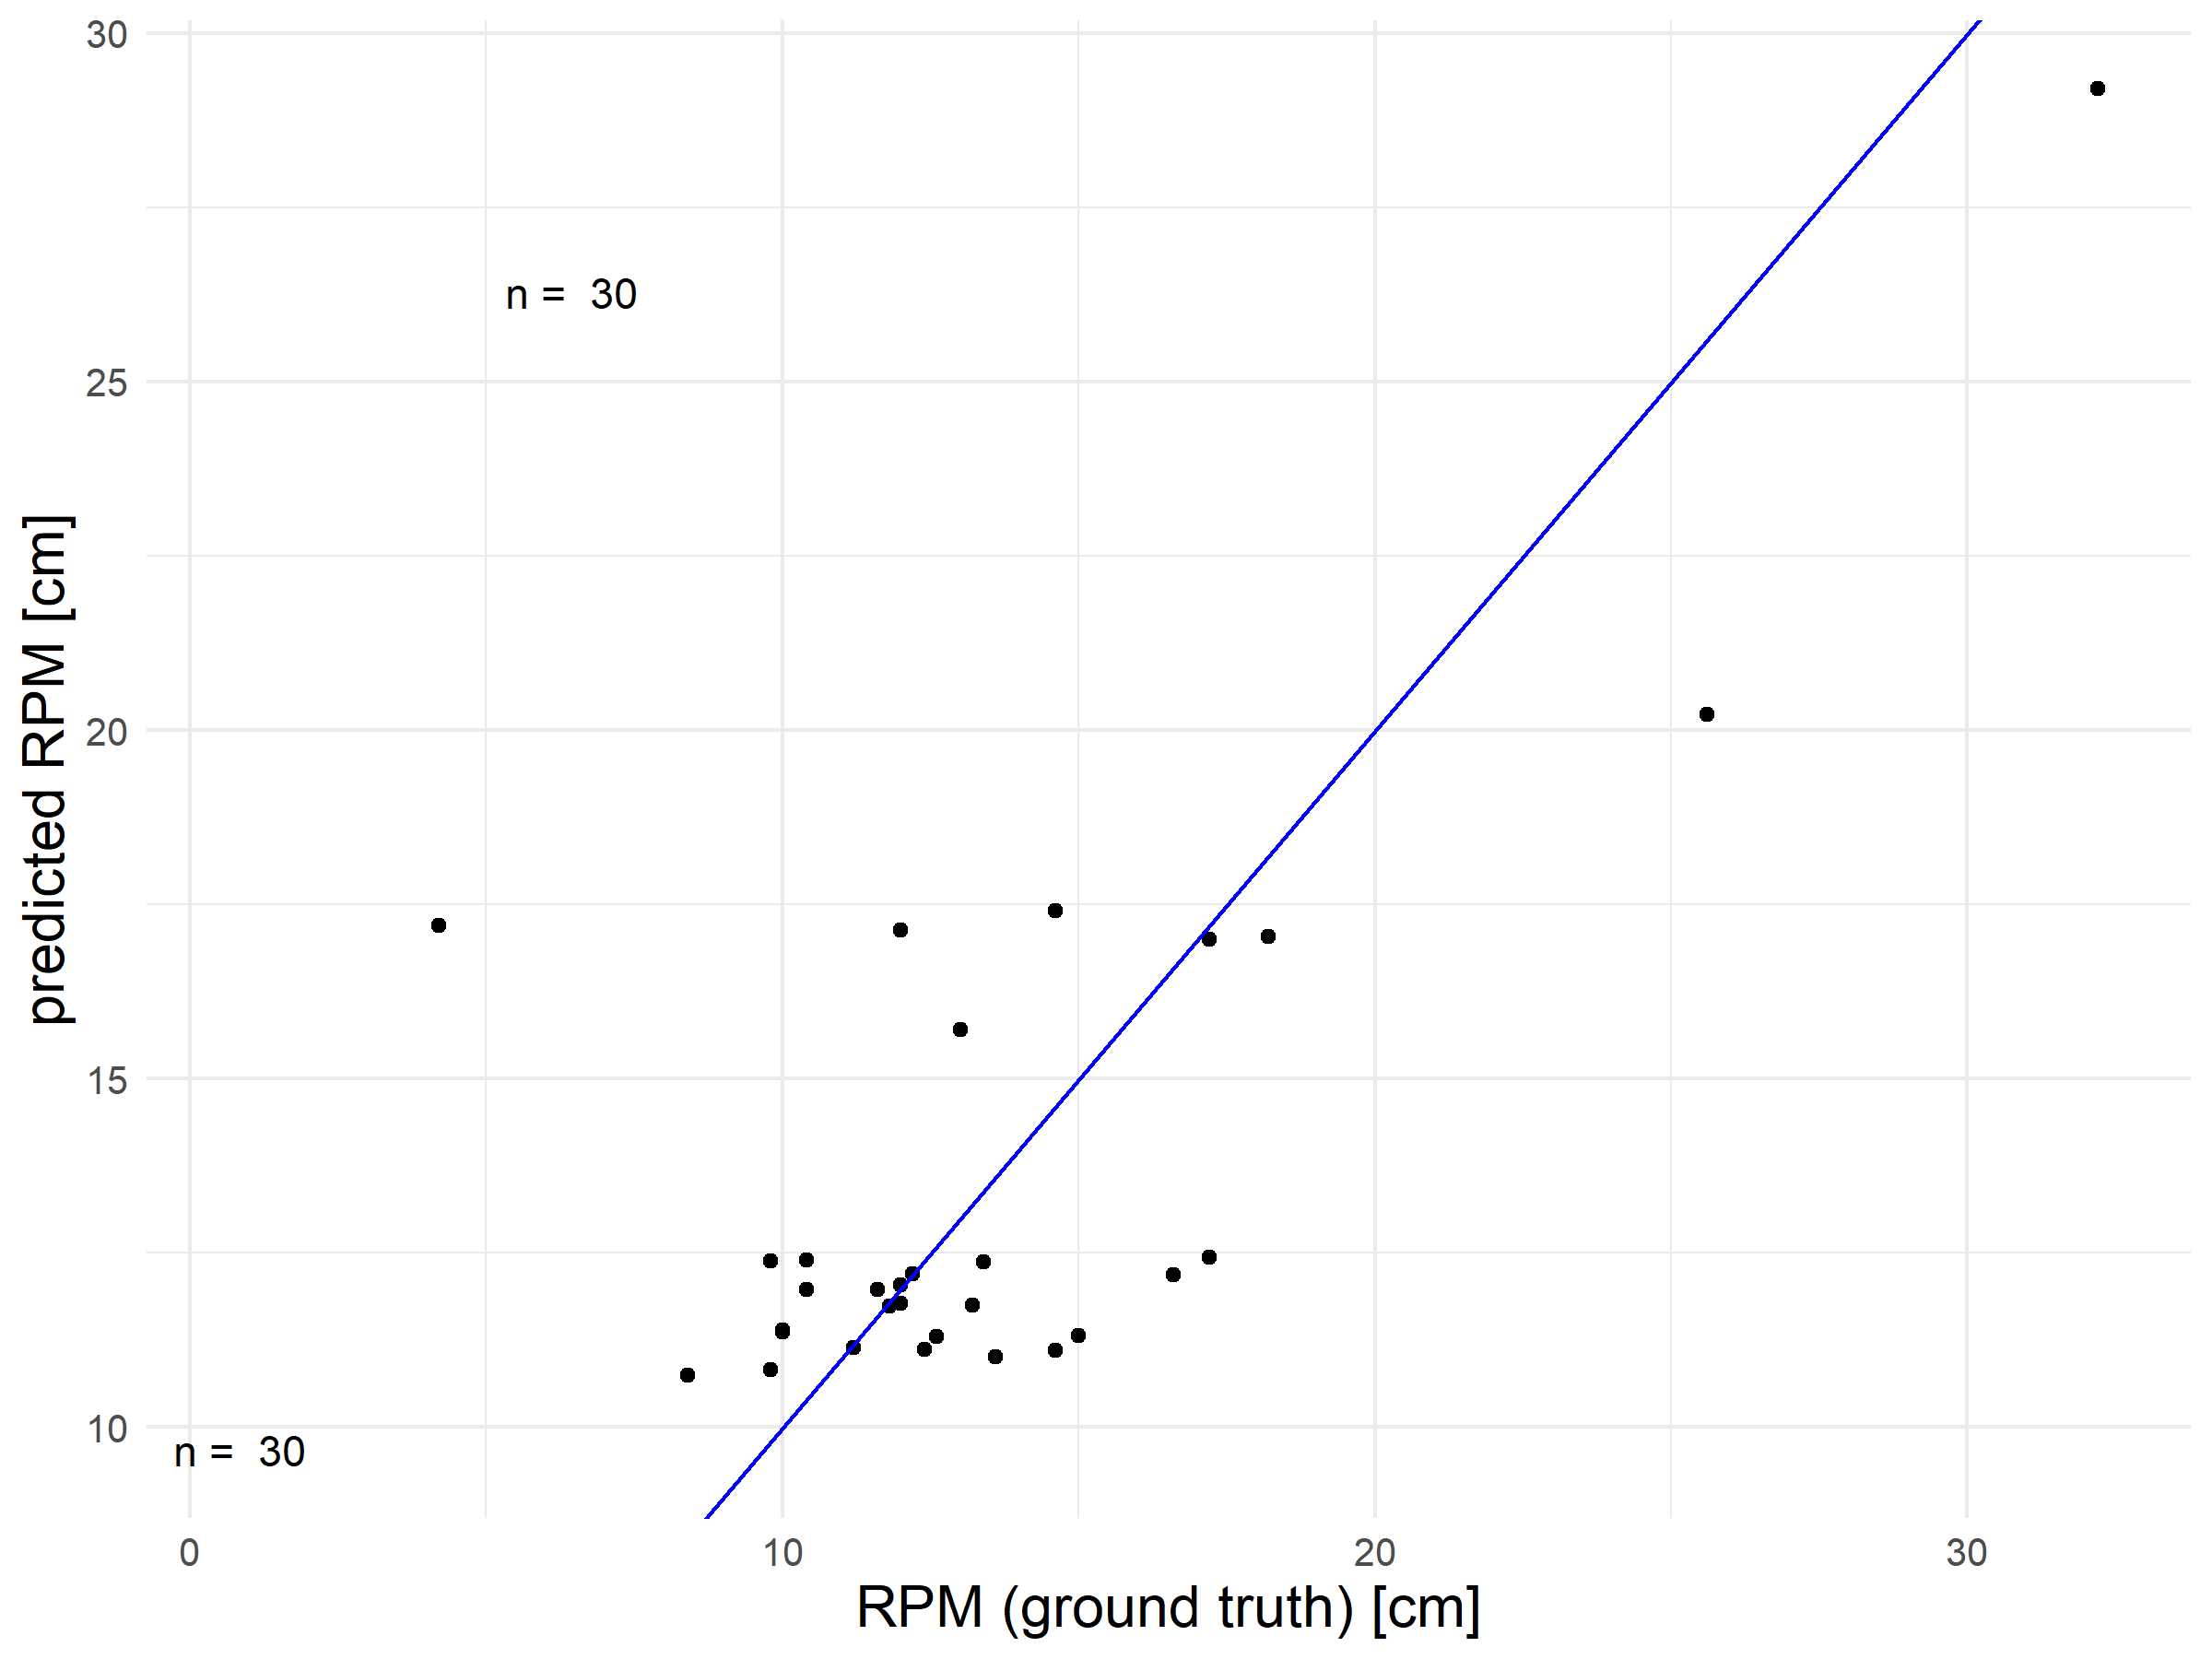 30
n =  30
25
predicted RPM [cm]
20
15
10
n =  30
0 10 20 30
RPM (ground truth) [cm]